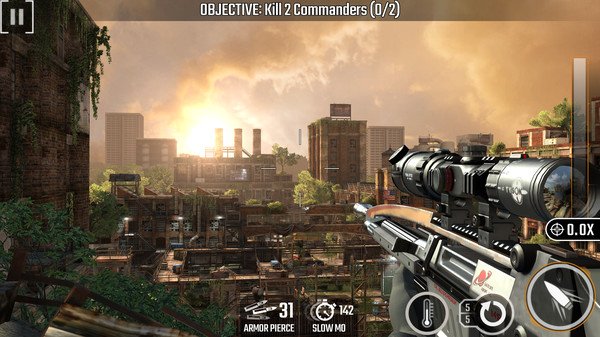 OBJECTIVE: Kill 2 Commanders (0/2)
0.0X
31
ARMOR PIERCE
142
SLOW MO
5
5